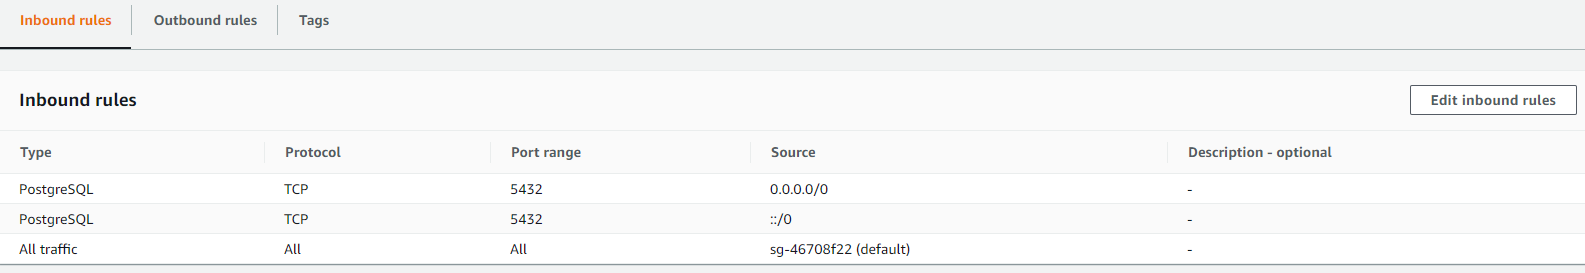 Inbound rules Outbound rules Tags
Inbound rules Edit inbound rules
Type Protocol Port range Source Description - optional
PostgreSQL TCP 5432 0.0.0.0/0 -
PostgreSQL TCP 5432 ::/0 -
All traffic All All sg-46708f22 (default) -